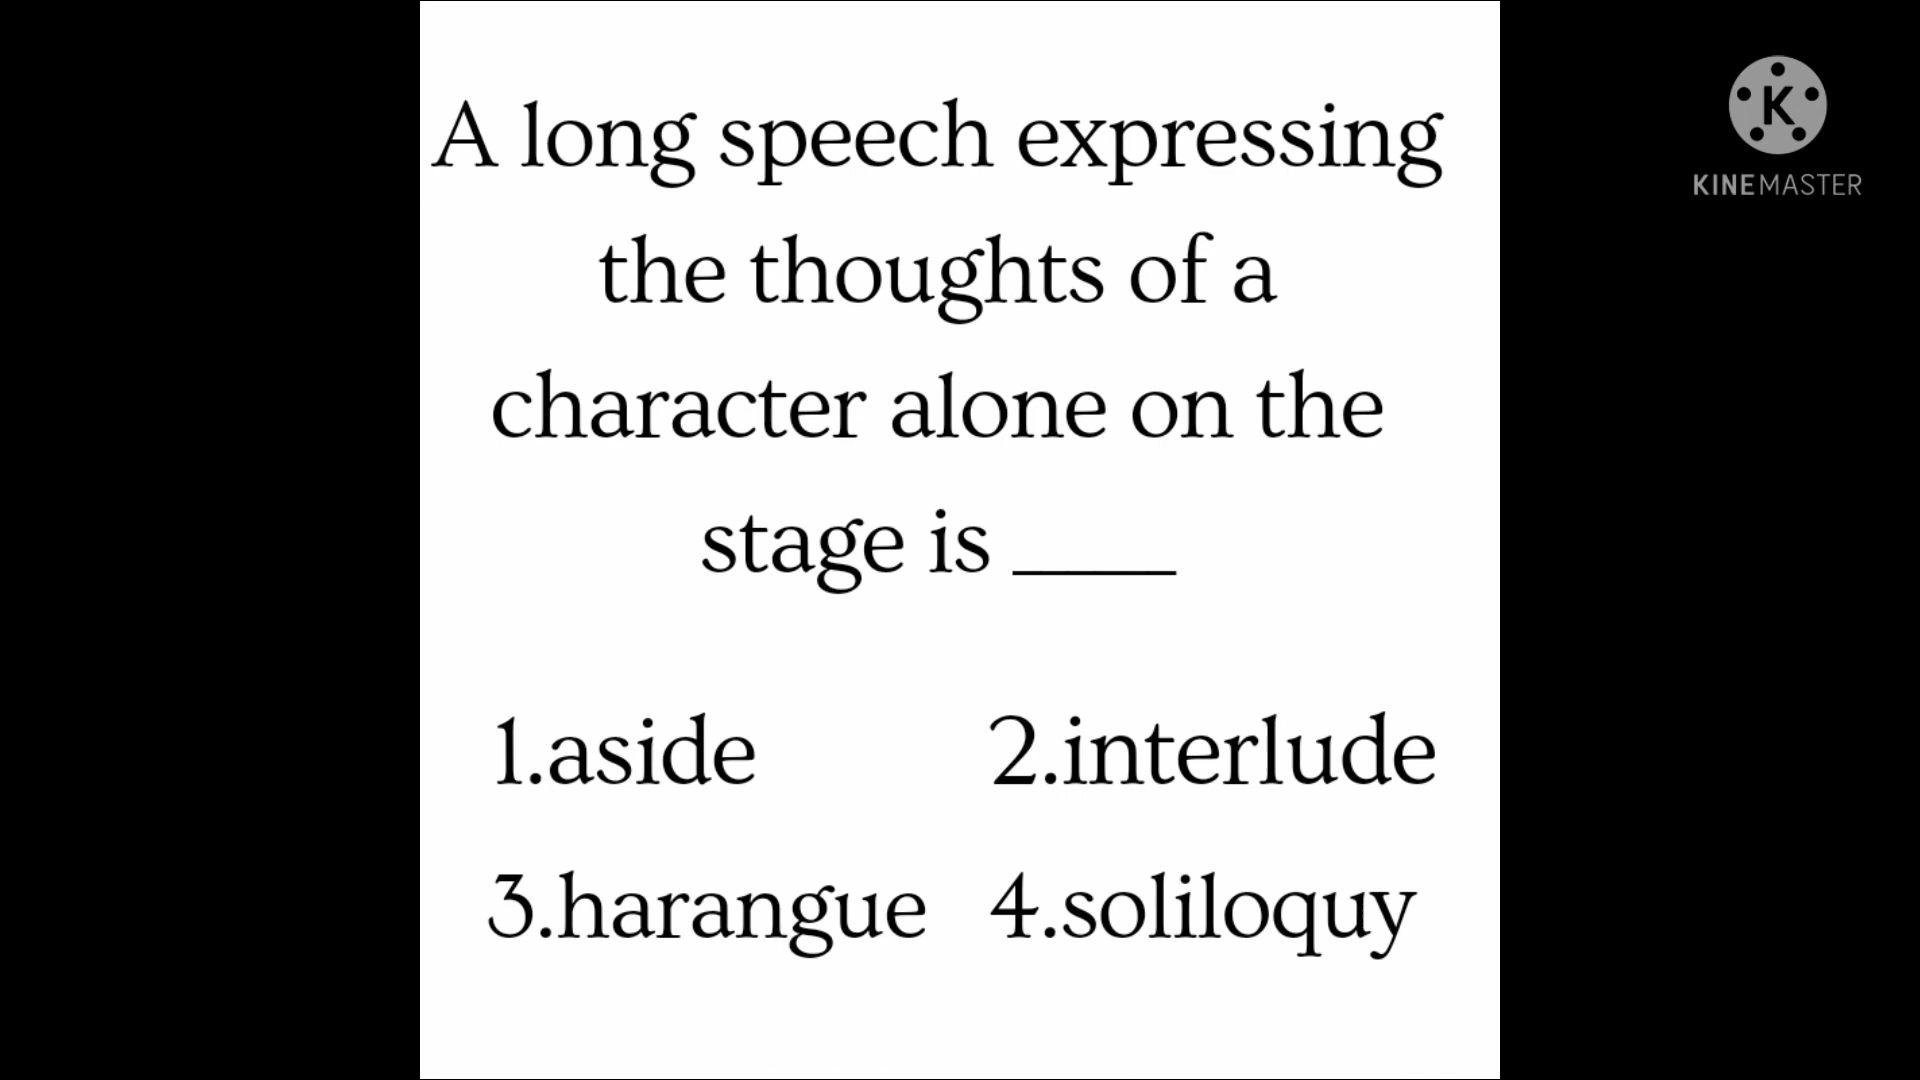 A long speech expressing
the thoughts of a
character alone on the
stage is _____
1.aside 2.interlude
3.harangue 4.soliloquy
K
KINEMASTER